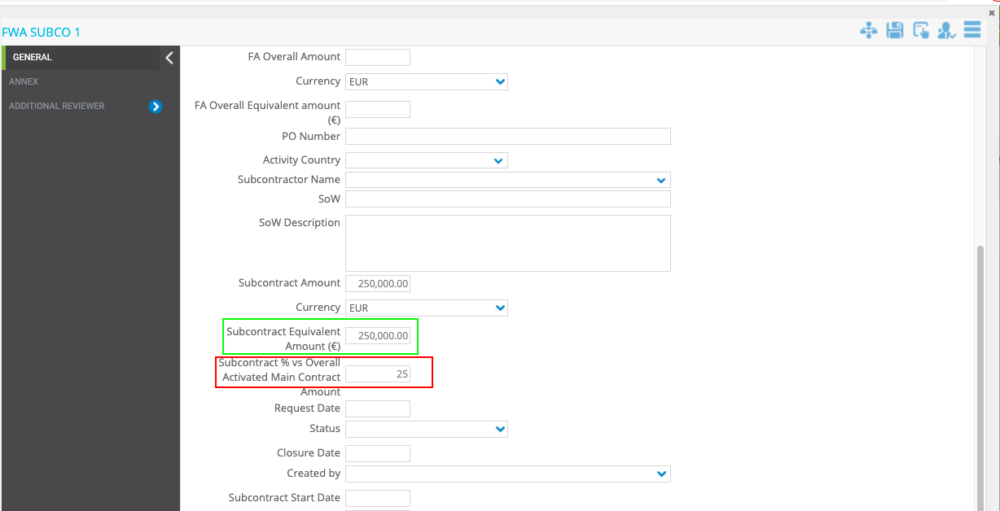 FWA SUBCO 1
GENERAL
ANNEX
ADDITIONAL REVIEWER
FA Overall Amount
Currency EUR
FA Overall Equivalent amount
(€)
PO Number
Activity Country
Subcontractor Name
SoW
SoW Description
Subcontract Amount 250,000.00
Currency EUR
Subcontract Equivalent
Amount (€) 250,000.00
Subcontract % vs Overall
Activated Main Contract 25
Amount
Request Date
Status
Closure Date
Created by
Subcontract Start Date